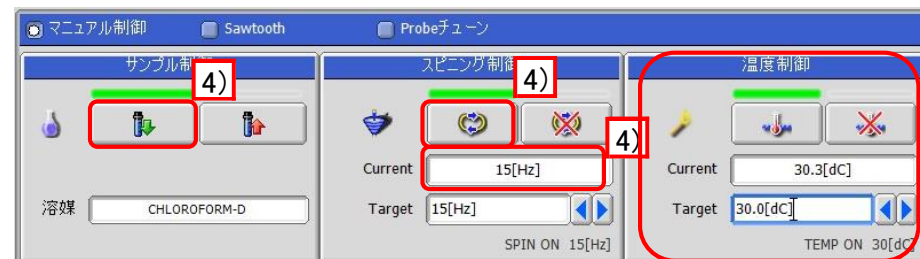 マニュアル制御 Sawtooth Probeチューン
サンプル制 スピニング制御 温度制御
4) 4)
4)
Current 15[Hz] Current 30.3[dC]
溶媒 CHLOROFORM-D Target 15[Hz] Target 30.0[dC]
SPIN ON 15[Hz] TEMP ON 30[dC]